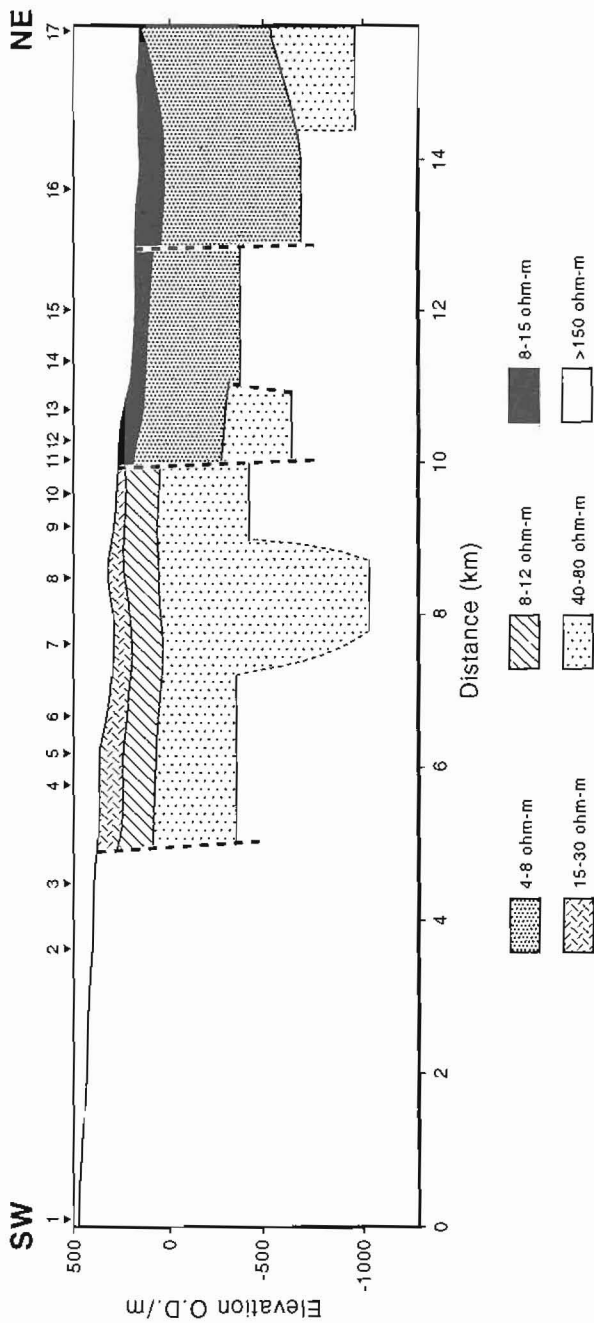 SW
NE
1 2 3 4 5 6 7 8 9 10 11 12 13 14 15 16 17
500
0
-500
-1000
Elevation O.D./m
0 2 4 6 8 10 12 14
Distance (km)
4-8 ohm-m
8-12 ohm-m
8-15 ohm-m
15-30 ohm-m
40-80 ohm-m
>150 ohm-m